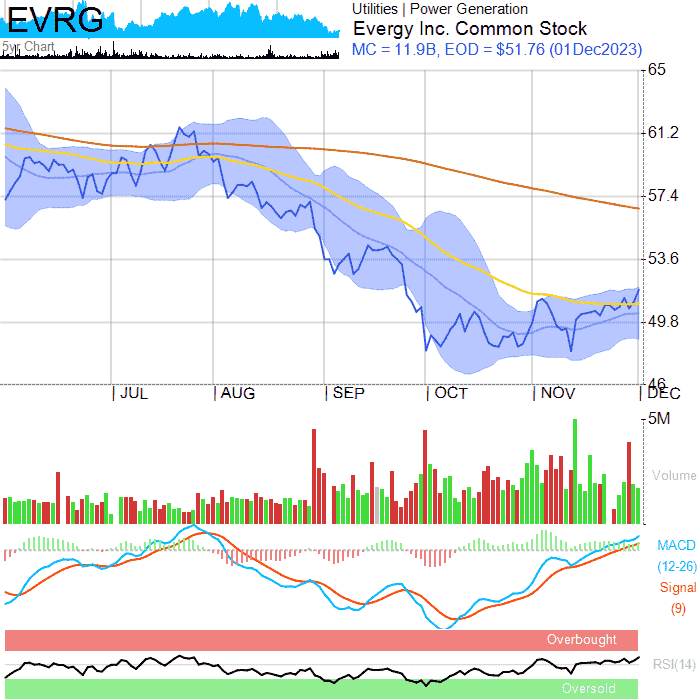 EVRG
5yr Chart
Utilities | Power Generation
Evergy Inc. Common Stock
MC = 11.9B, EOD = $51.76 (01Dec2023)
65
61.2
57.4
53.6
49.8
46
JUL AUG SEP OCT NOV DEC
5M
Volume
MACD
(12-26)
Signal
(9)
Overbought
RSI(14)
Oversold